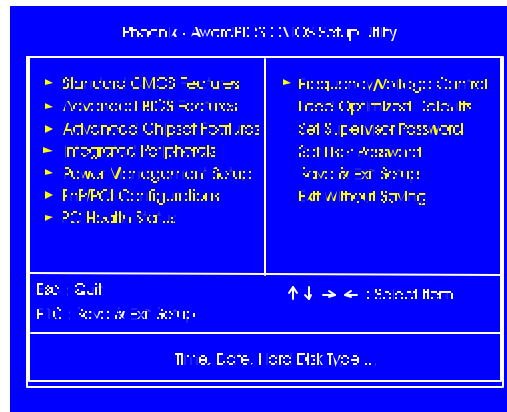 Phoenix - AwardBIOS CMOS Setup Utility
► Standard CMOS Features
► Advanced BIOS Features
► Advanced Chipset Features
► Integrated Peripherals
► Power Management Setup
► PnP/PCI Configurations
► PC Health Status
► Frequency/Voltage Control
Load Optimized Defaults
Set Supervisor Password
Set User Password
Save & Exit Setup
Exit Without Saving
Esc : Quit
↑ ↓ → ← : Select Item
F10 : Save & Exit Setup
Time, Date, Hard Disk Type ...